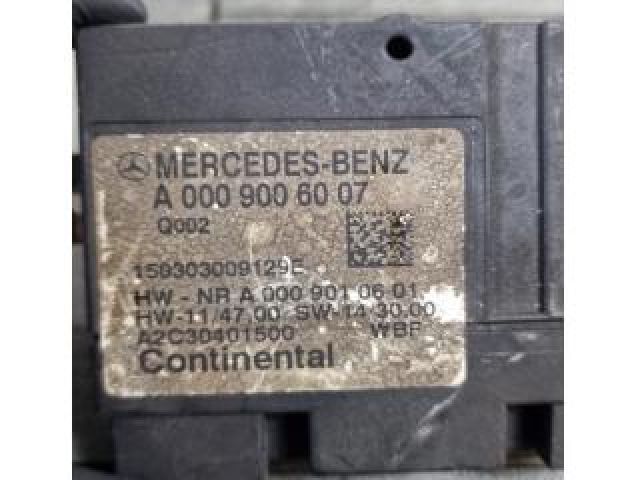 MERCEDES-BENZ
A 000 900 60 07
Q002
150303009129E
HW - NR A 000 901 06 01
HW-11/47.00 SW-14.30.00
A2C30401500 WBF
Continental